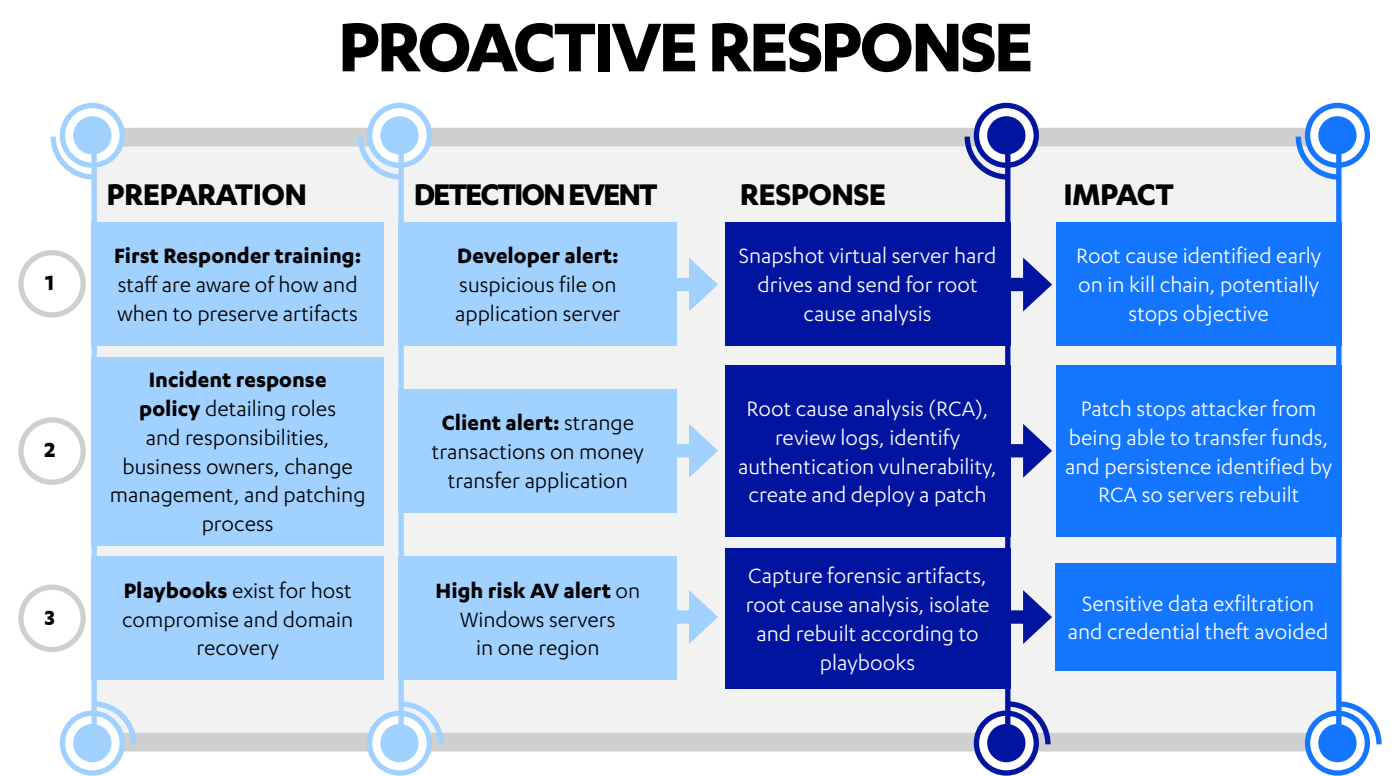 PROACTIVE RESPONSE
PREPARATION
DETECTION EVENT
RESPONSE
IMPACT
1
First Responder training:
staff are aware of how and
when to preserve artifacts
Developer alert:
suspicious file on
application server
Snapshot virtual server hard
drives and send for root
cause analysis
Root cause identified early
on in kill chain, potentially
stops objective
2
Incident response
policy detailing roles
and responsibilities,
business owners, change
management, and patching
process
Client alert: strange
transactions on money
transfer application
Root cause analysis (RCA),
review logs, identify
authentication vulnerability,
create and deploy a patch
Patch stops attacker from
being able to transfer funds,
and persistence identified by
RCA so servers rebuilt
3
Playbooks exist for host
compromise and domain
recovery
High risk AV alert on
Windows servers
in one region
Capture forensic artifacts,
root cause analysis, isolate
and rebuilt according to
playbooks
Sensitive data exfiltration
and credential theft avoided